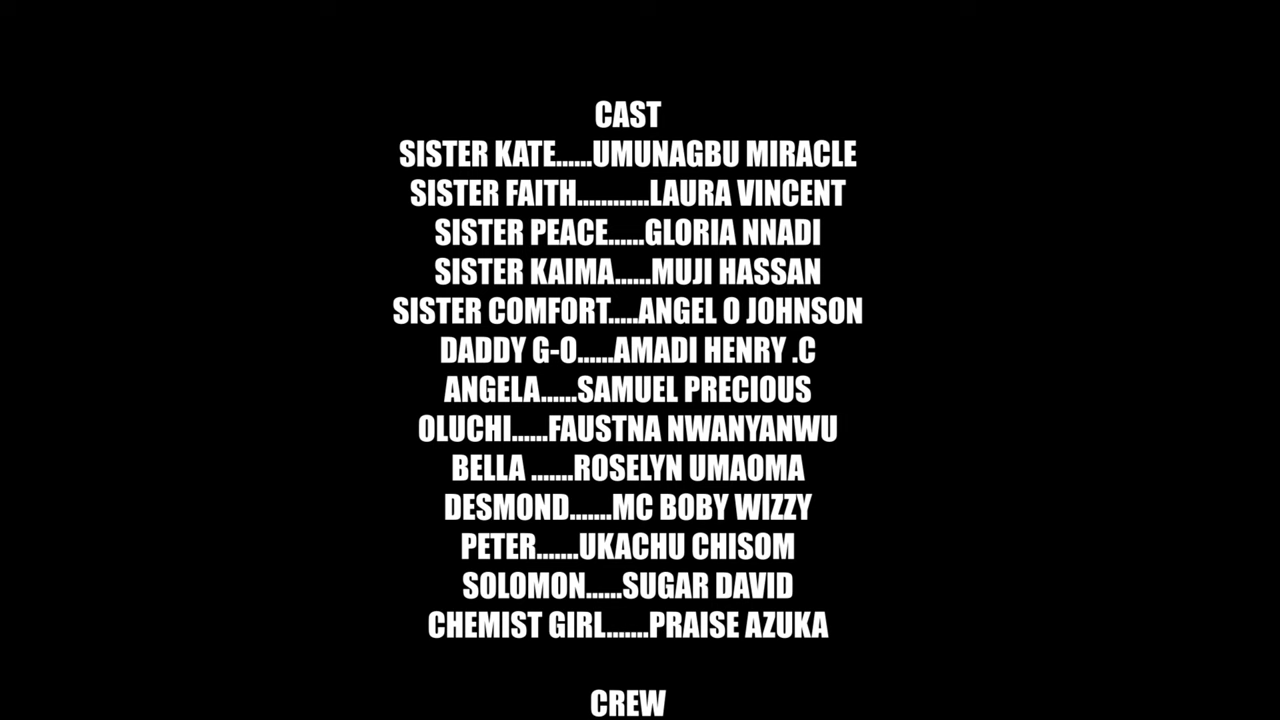 CAST
SISTER KATE......UMUNAGBU MIRACLE
SISTER FAITH............LAURA VINCENT
SISTER PEACE......GLORIA NNADI
SISTER KAIMA......MUJI HASSAN
SISTER COMFORT.....ANGEL O JOHNSON
DADDY G-O......AMADI HENRY .C
ANGELA......SAMUEL PRECIOUS
OLUCHI......FAUSTNA NWANYANWU
BELLA .......ROSELYN UMAOMA
DESMOND.......MC BOBY WIZZY
PETER.......UKACHU CHISOM
SOLOMON......SUGAR DAVID
CHEMIST GIRL.......PRAISE AZUKA
CREW